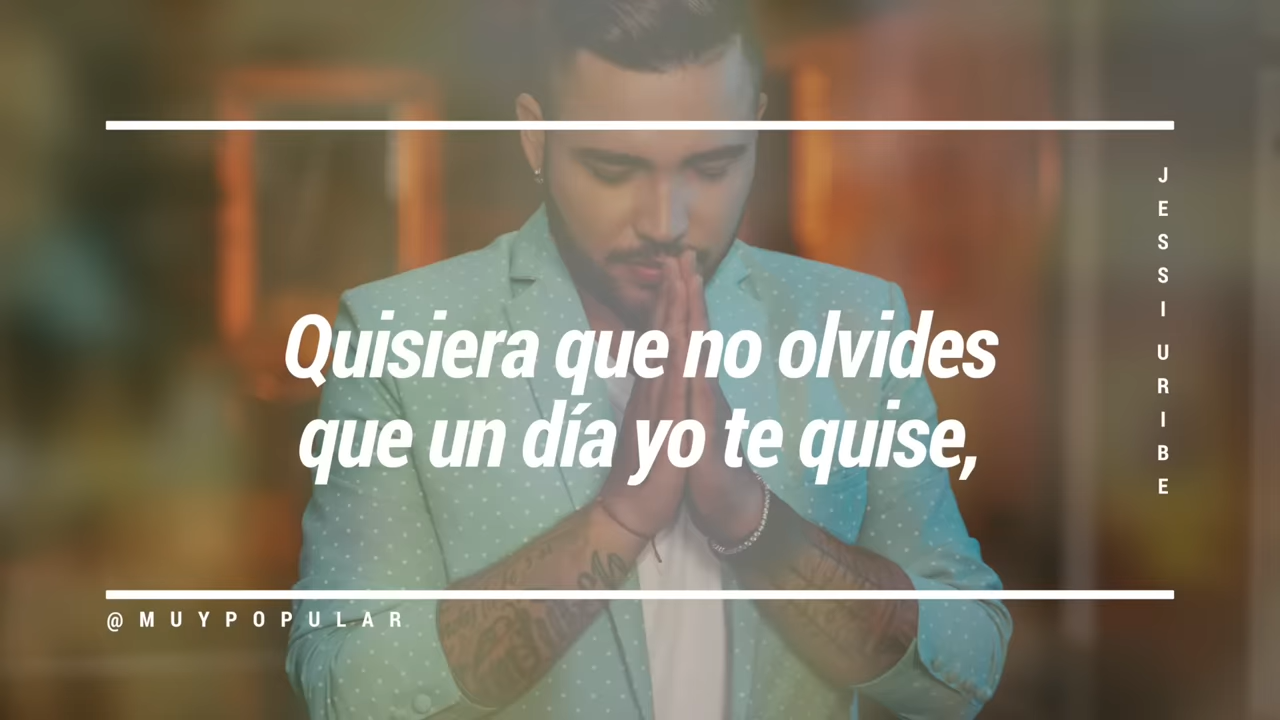 Quisiera que no olvides
que un día yo te quise,
JESSI URIBE
@MUYPOPULAR